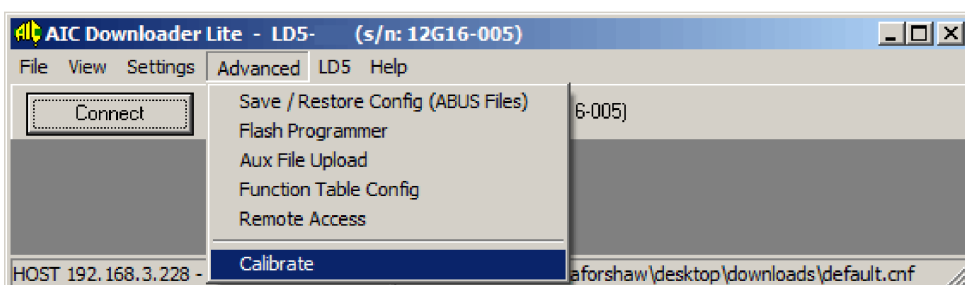 AIC AIC Downloader Lite - LD5- (s/n: 12G16-005)
File View Settings Advanced LD5 Help
Connect
6-005)
Save / Restore Config (ABUS Files)
Flash Programmer
Aux File Upload
Function Table Config
Remote Access
Calibrate
HOST 192.168.3.228 - aforshaw\desktop\downloads\default.cnf